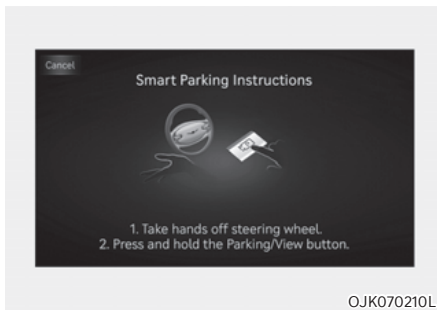 Cancel
Smart Parking Instructions
1. Take hands off steering wheel.
2. Press and hold the Parking/View button.
OJK070210L